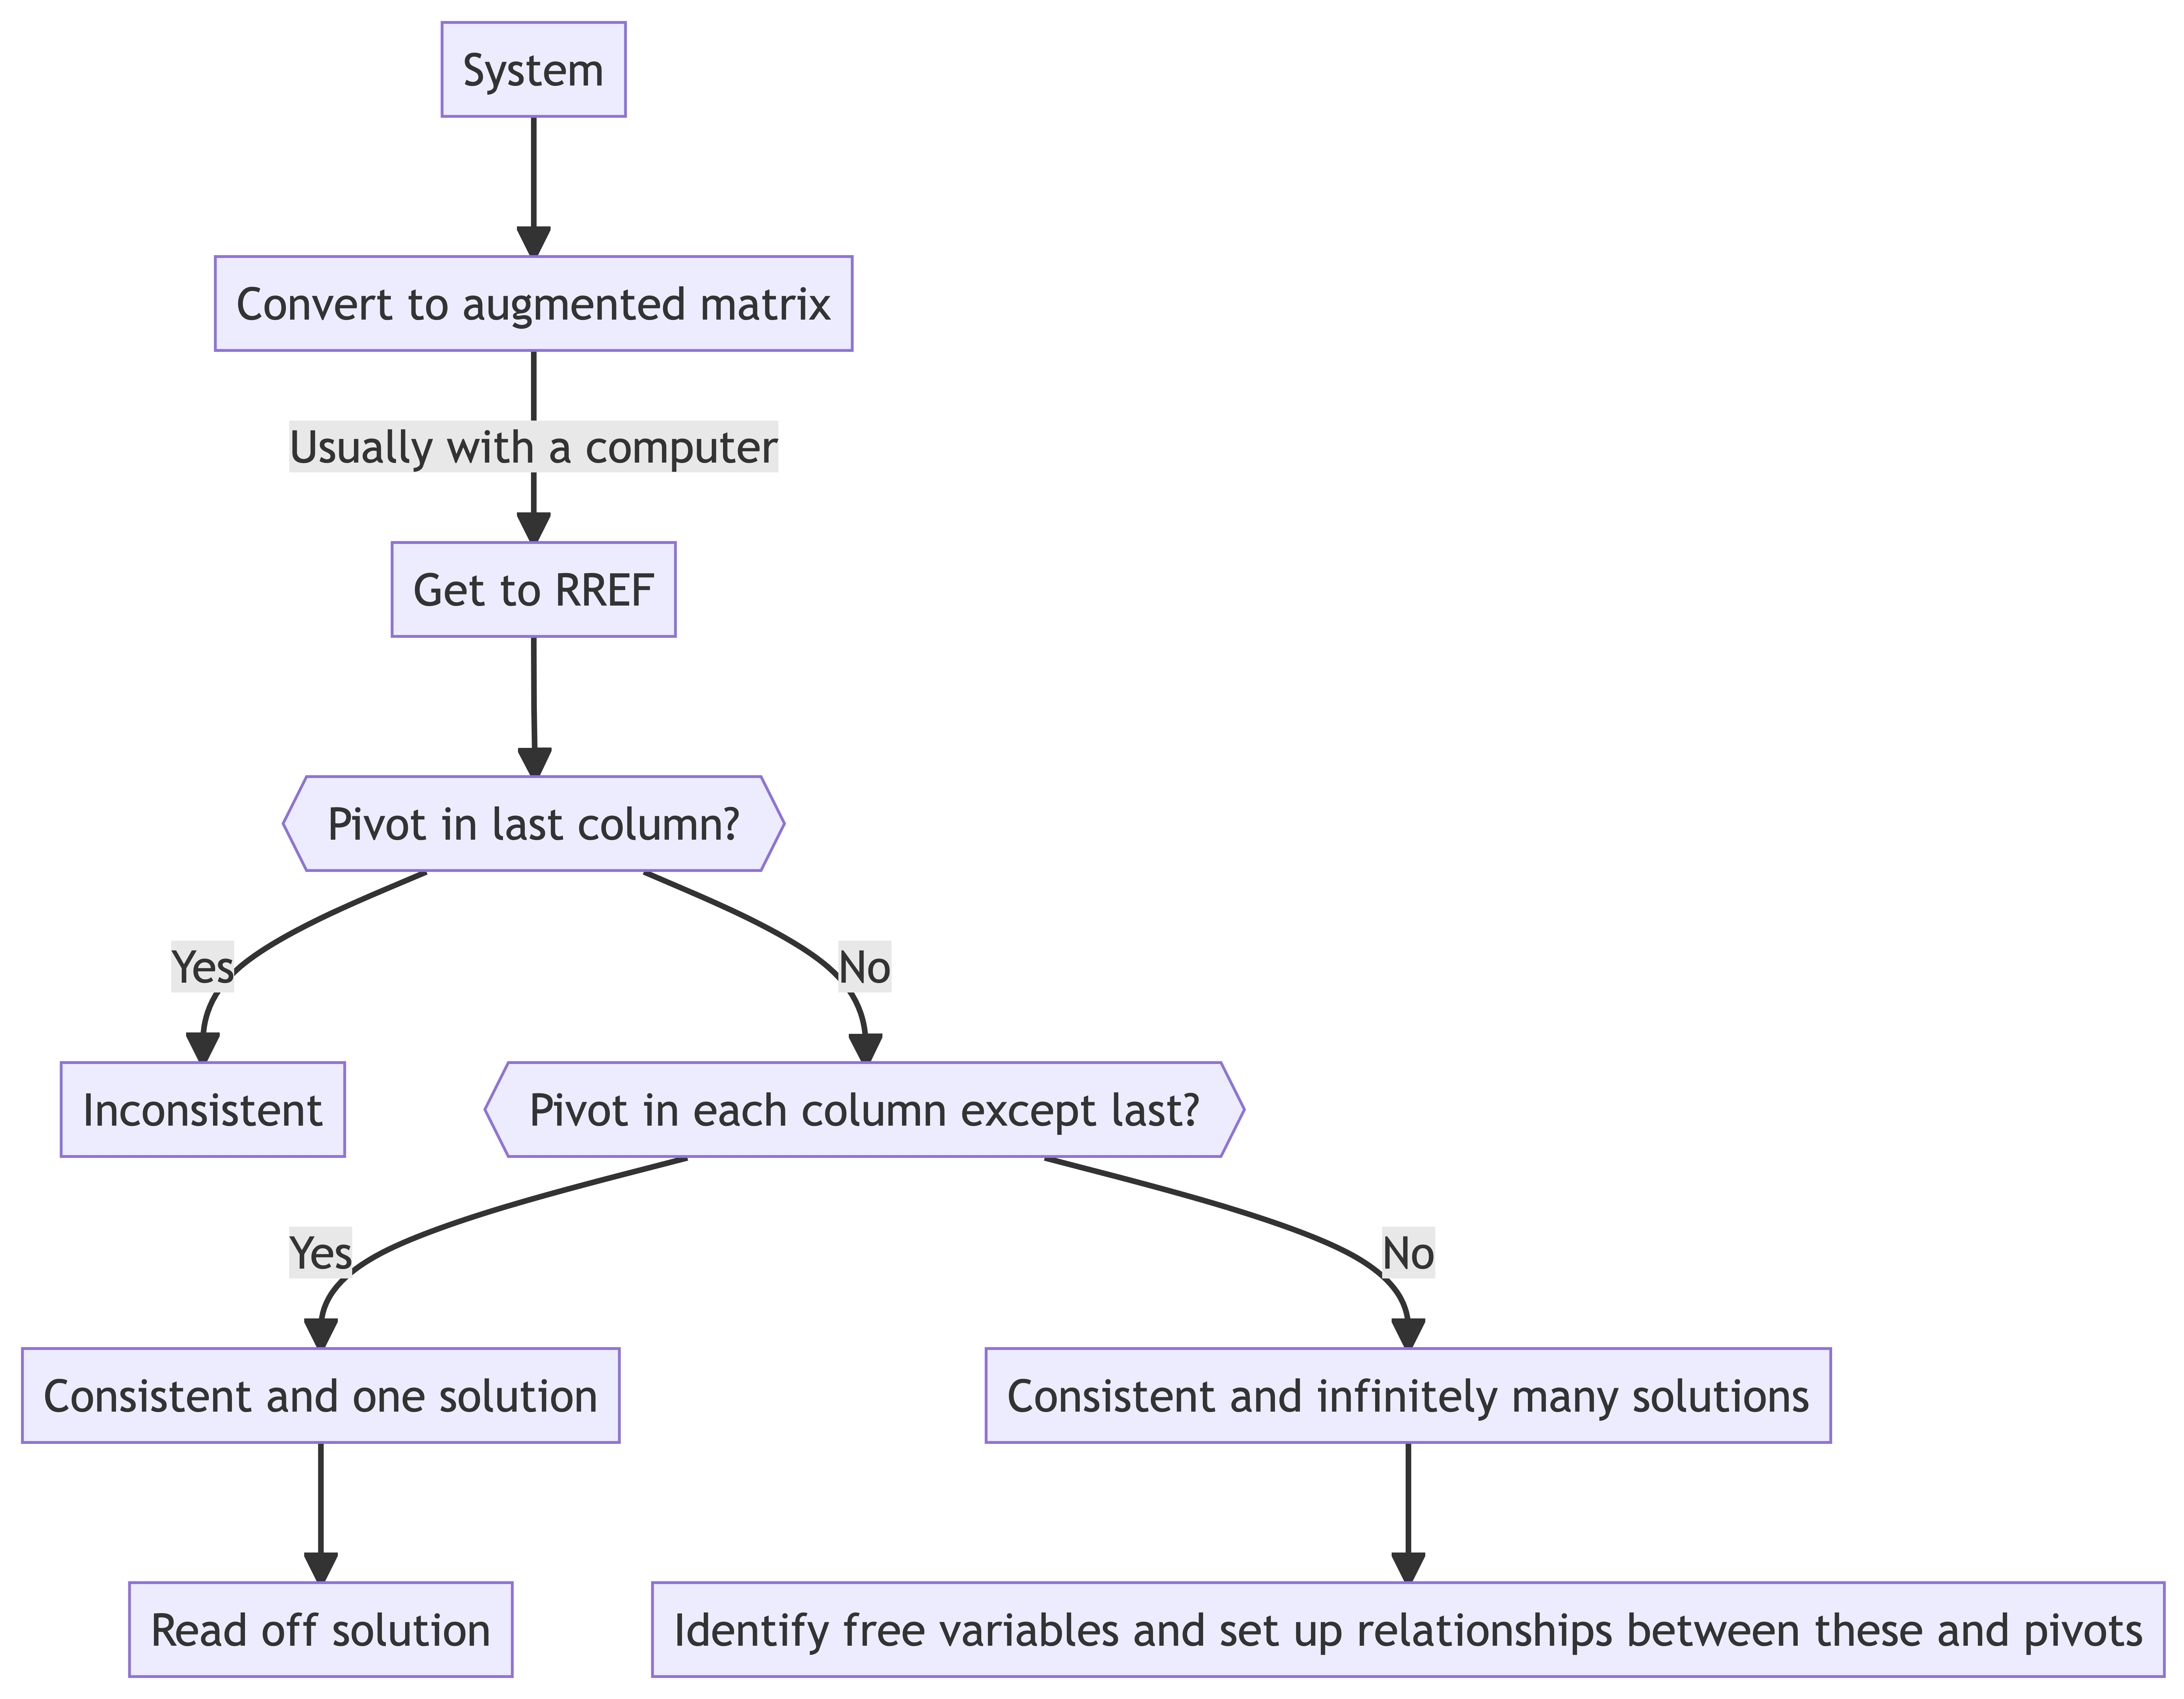 System
Convert to augmented matrix
Usually with a computer
Get to RREF
Pivot in last column?
Yes
No
Inconsistent
Pivot in each column except last?
Yes
No
Consistent and one solution
Consistent and infinitely many solutions
Read off solution
Identify free variables and set up relationships between these and pivots